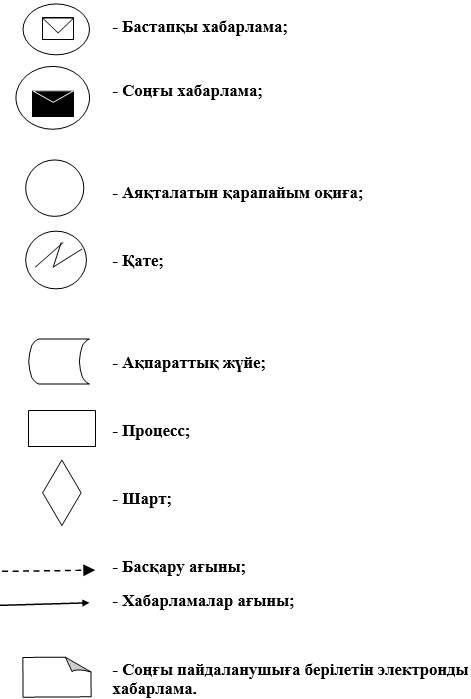 - Бастапқы хабарлама;
- Соңғы хабарлама;
- Аяқталатын қарапайым оқиға;
- Қате;
- Ақпараттық жүйе;
- Процесс;
- Шарт;
- Басқару ағыны;
- Хабарламалар ағыны;
- Соңғы пайдаланушыға берілетін электронды
хабарлама.